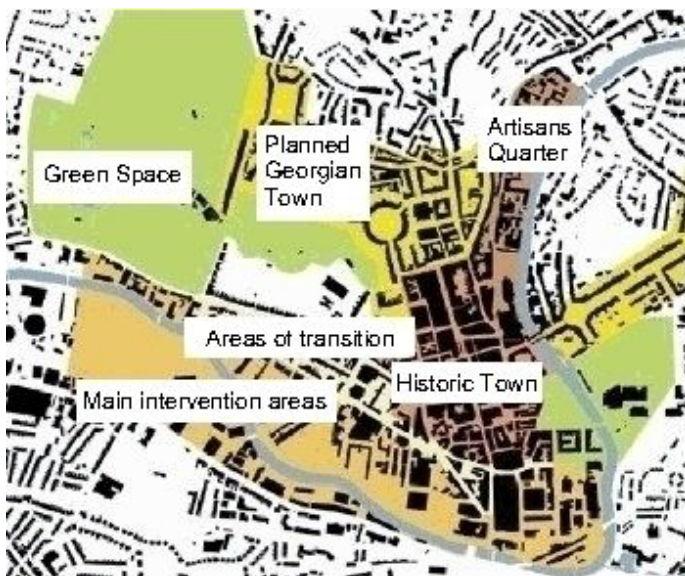 Artisans
Quarter
Planned
Georgian
Town
Green Space
Areas of transition
Historic Town
Main intervention areas